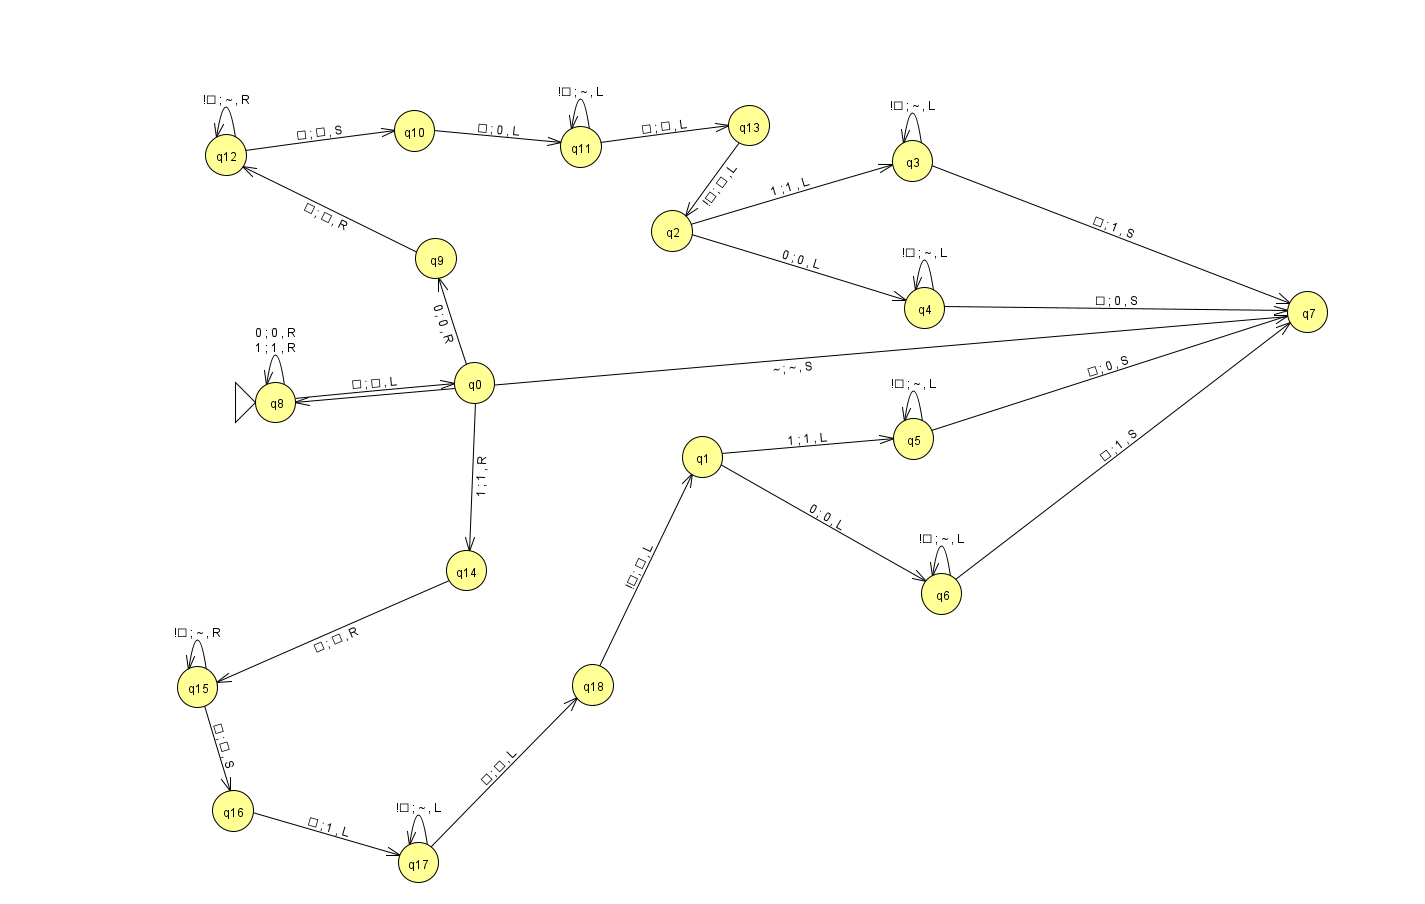 !□ ; ~ , L
!□ ; ~ , R
!□ ; ~ , L
q13
□ ; □ , S
q10
□ ; 0 , L
□ ; □ , L
q12
q11
q3
!□ ; □ , L
1 ; 1 , L
□ ; □ , R
q2
□ ; 1 , S
q9
0 ; 0 , L
!□ ; ~ , L
□ ; 0 , S
q4
q7
0 ; 0 , R
0 ; 0 , R
1 ; 1 , R
~ ; ~ , S
□ ; 0 , S
□ ; □ , L
q0
!□ ; ~ , L
q8
1 ; 1 , L
q5
□ ; 1 , S
q1
1 ; 1 , R
0 ; 0 , L
!□ ; ~ , L
!□ ; □ , L
q14
q6
!□ ; ~ , R
□ ; □ , R
q15
q18
□ ; □ , S
□ ; □ , L
!□ ; ~ , L
q16
□ ; 1 , L
q17